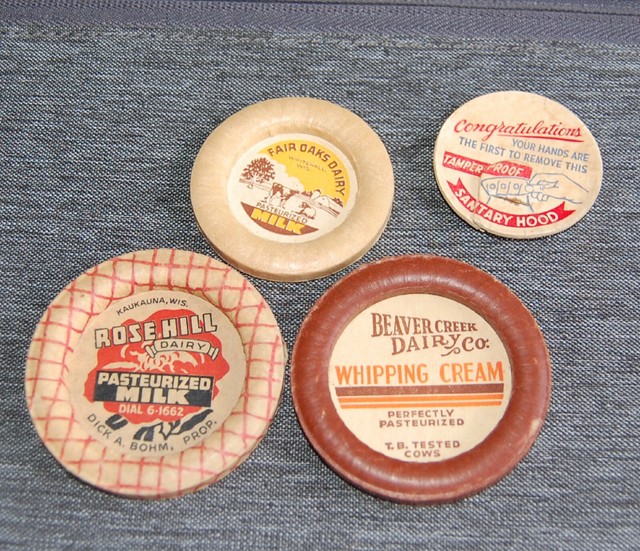 FAIR OAKS DAIRY
WHITEHALL,
WIS.
PASTEURIZED
MILK
Congratulations
YOUR HANDS ARE
THE FIRST TO REMOVE THIS
TAMPER PROOF
SANITARY HOOD
KAUKAUNA, WIS.
ROSE HILL
DAIRY
PASTEURIZED
MILK
DIAL 6-1662
DICK A. BOHM, PROP.
BEAVER CREEK
DAIRY CO.
WHIPPING CREAM
PERFECTLY
PASTEURIZED
T.B. TESTED
COWS